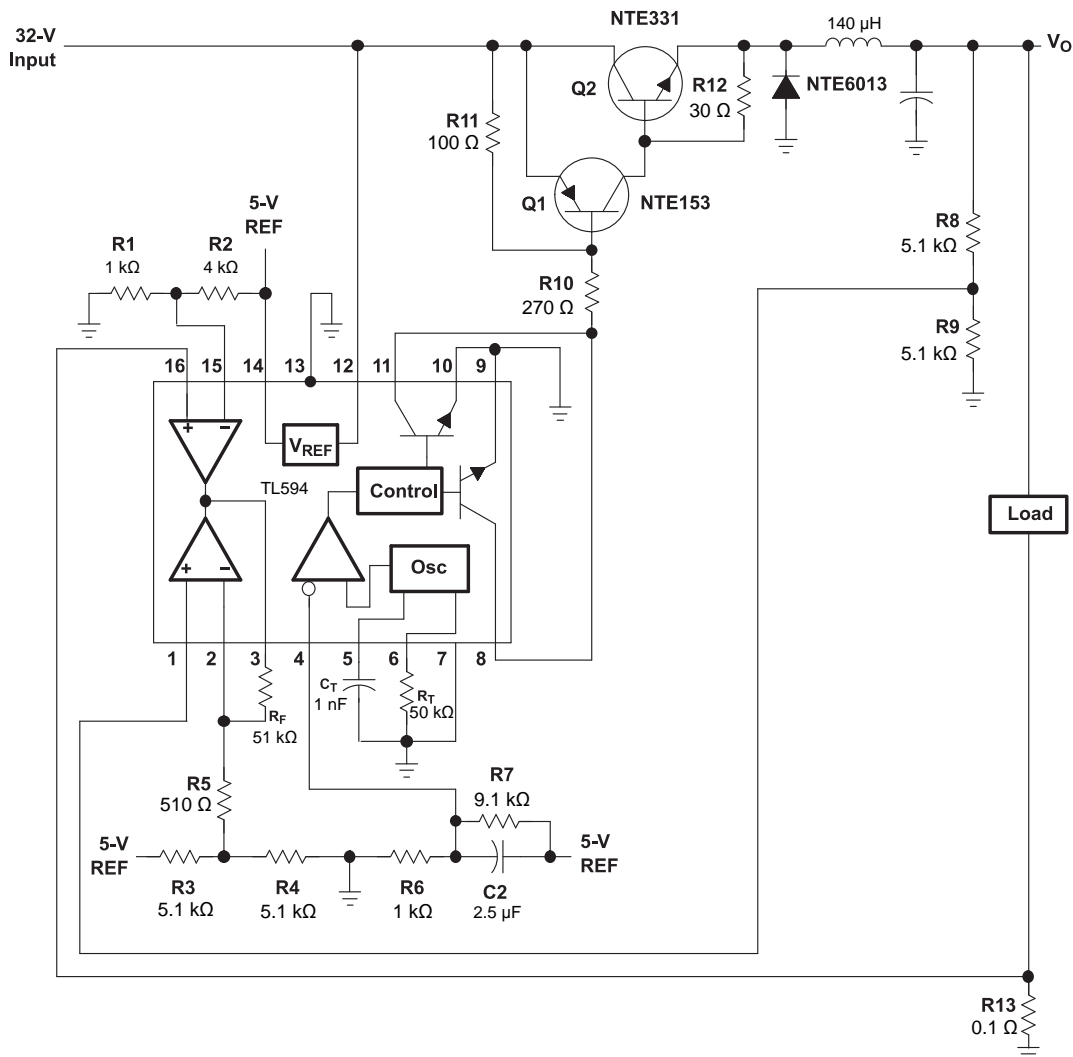 NTE331
32-V
Input
140 µH
VO
Q2
R12
30 Ω
NTE6013
R11
100 Ω
5-V
REF
Q1
NTE153
R1
1 kΩ
R2
4 kΩ
R8
5.1 kΩ
R10
270 Ω
R9
5.1 kΩ
16 15 14 13 12 11 10 9
+ −
VREF
TL594
Control
Load
+ −
Osc
1 2 3 4 5 6 7 8
CT
1 nF
RT
50 kΩ
RF
51 kΩ
R5
510 Ω
R7
9.1 kΩ
5-V
REF
5-V
REF
R3
5.1 kΩ
R4
5.1 kΩ
R6
1 kΩ
C2
2.5 µF
R13
0.1 Ω